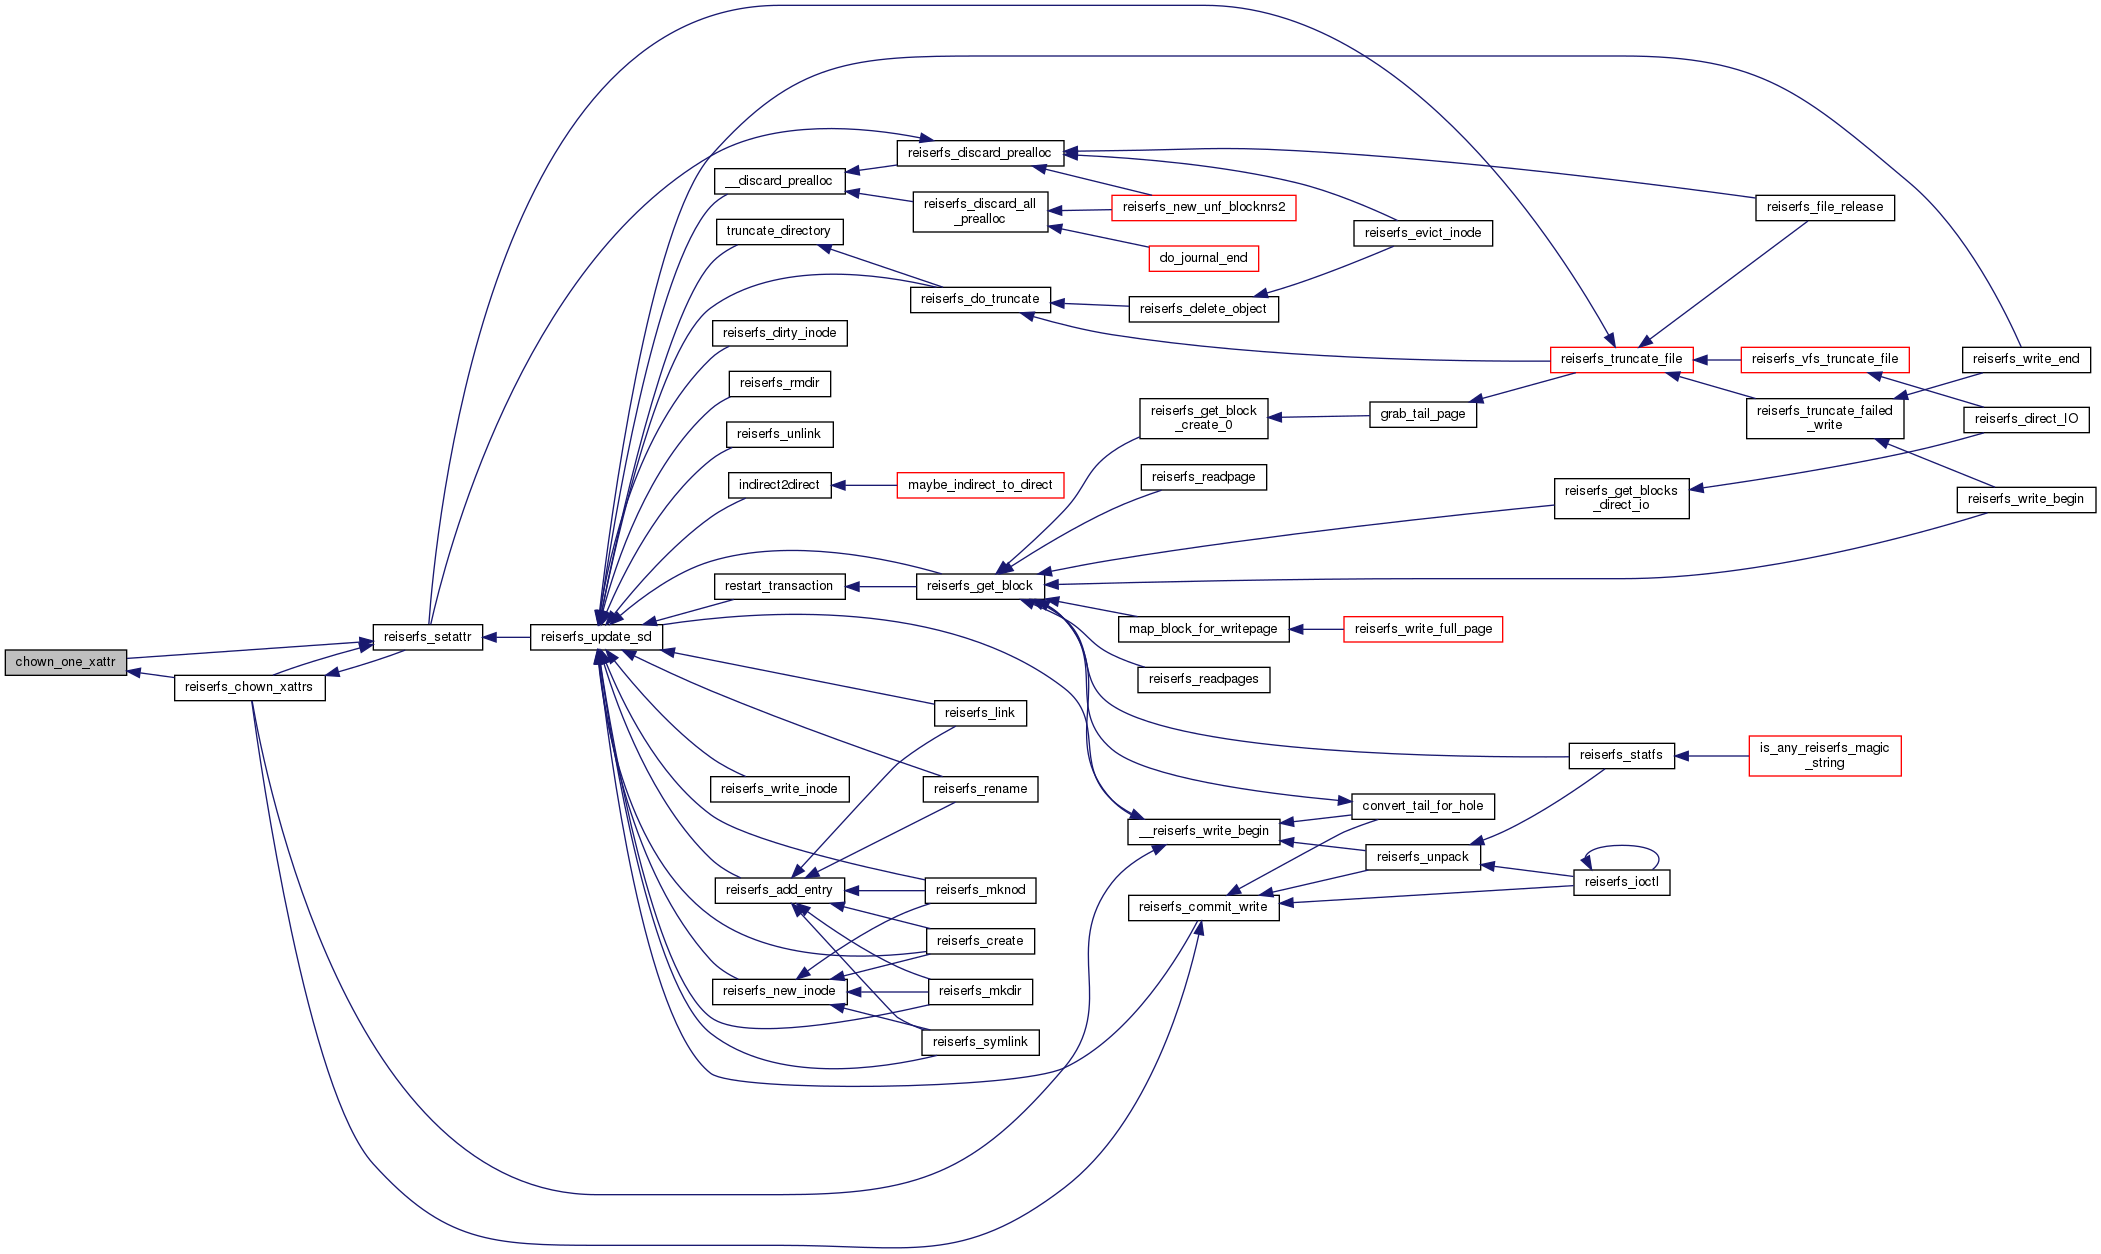 chown_one_xattr
reiserfs_chown_xattrs
reiserfs_setattr
reiserfs_update_sd
__discard_prealloc
truncate_directory
reiserfs_dirty_inode
reiserfs_rmdir
reiserfs_unlink
indirect2direct
restart_transaction
reiserfs_write_inode
reiserfs_add_entry
reiserfs_new_inode
reiserfs_discard_prealloc
reiserfs_discard_all
_prealloc
reiserfs_do_truncate
maybe_indirect_to_direct
reiserfs_get_block
reiserfs_link
reiserfs_rename
reiserfs_mknod
reiserfs_create
reiserfs_mkdir
reiserfs_symlink
reiserfs_new_unf_blocknrs2
do_journal_end
reiserfs_delete_object
reiserfs_get_block
_create_0
reiserfs_readpage
map_block_for_writepage
reiserfs_readpages
__reiserfs_write_begin
reiserfs_commit_write
reiserfs_evict_inode
grab_tail_page
reiserfs_write_full_page
convert_tail_for_hole
reiserfs_unpack
reiserfs_truncate_file
reiserfs_get_blocks
_direct_io
reiserfs_statfs
reiserfs_ioctl
reiserfs_file_release
reiserfs_vfs_truncate_file
reiserfs_truncate_failed
_write
is_any_reiserfs_magic
_string
reiserfs_write_end
reiserfs_direct_IO
reiserfs_write_begin